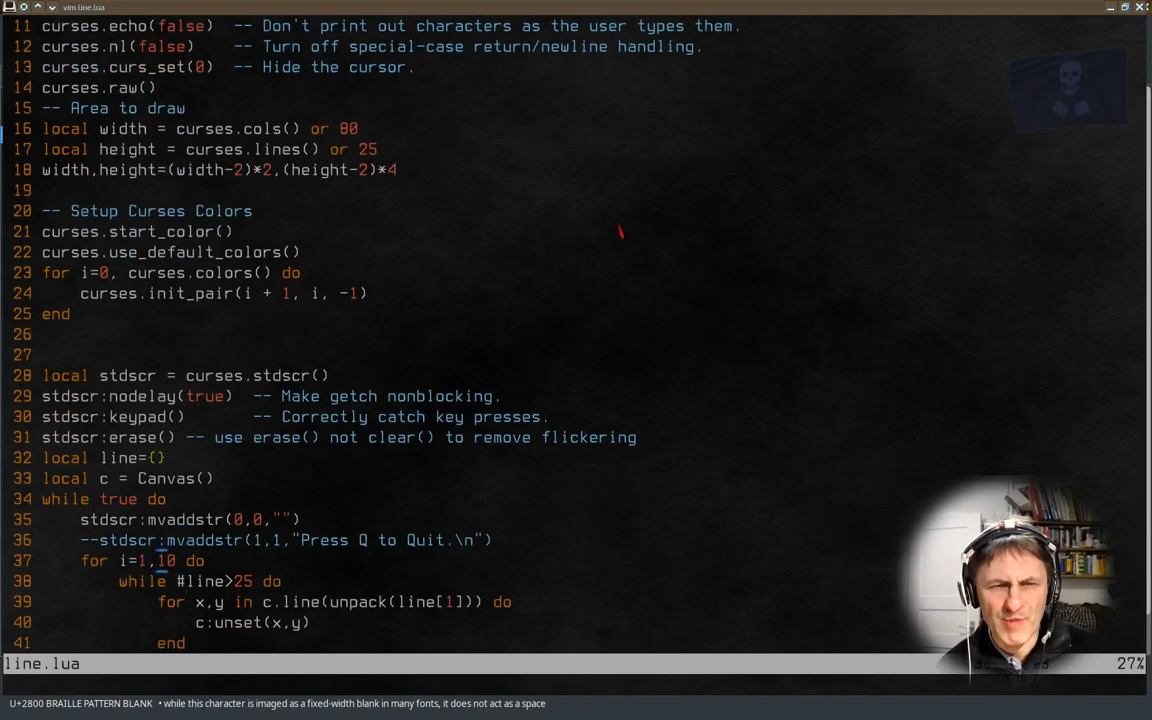 vim line.lua
11 curses.echo(false)  -- Don't print out characters as the user types them.
12 curses.nl(false)    -- Turn off special-case return/newline handling.
13 curses.curs_set(0)  -- Hide the cursor.
14 curses.raw()
15 -- Area to draw
16 local width = curses.cols() or 80
17 local height = curses.lines() or 25
18 width,height=(width-2)*2,(height-2)*4
19
20 -- Setup Curses Colors
21 curses.start_color()
22 curses.use_default_colors()
23 for i=0, curses.colors() do
24     curses.init_pair(i + 1, i, -1)
25 end
26
27
28 local stdscr = curses.stdscr()
29 stdscr:nodelay(true)  -- Make getch nonblocking.
30 stdscr:keypad()       -- Correctly catch key presses.
31 stdscr:erase() -- use erase() not clear() to remove flickering
32 local line={}
33 local c = Canvas()
34 while true do
35     stdscr:mvaddstr(0,0,"")
36     --stdscr:mvaddstr(1,1,"Press Q to Quit.\n")
37     for i=1,10 do
38         while #line>25 do
39             for x,y in c.line(unpack(line[1])) do
40                 c:unset(x,y)
41             end
line.lua 27%
U+2800 BRAILLE PATTERN BLANK • while this character is imaged as a fixed-width blank in many fonts, it does not act as a space